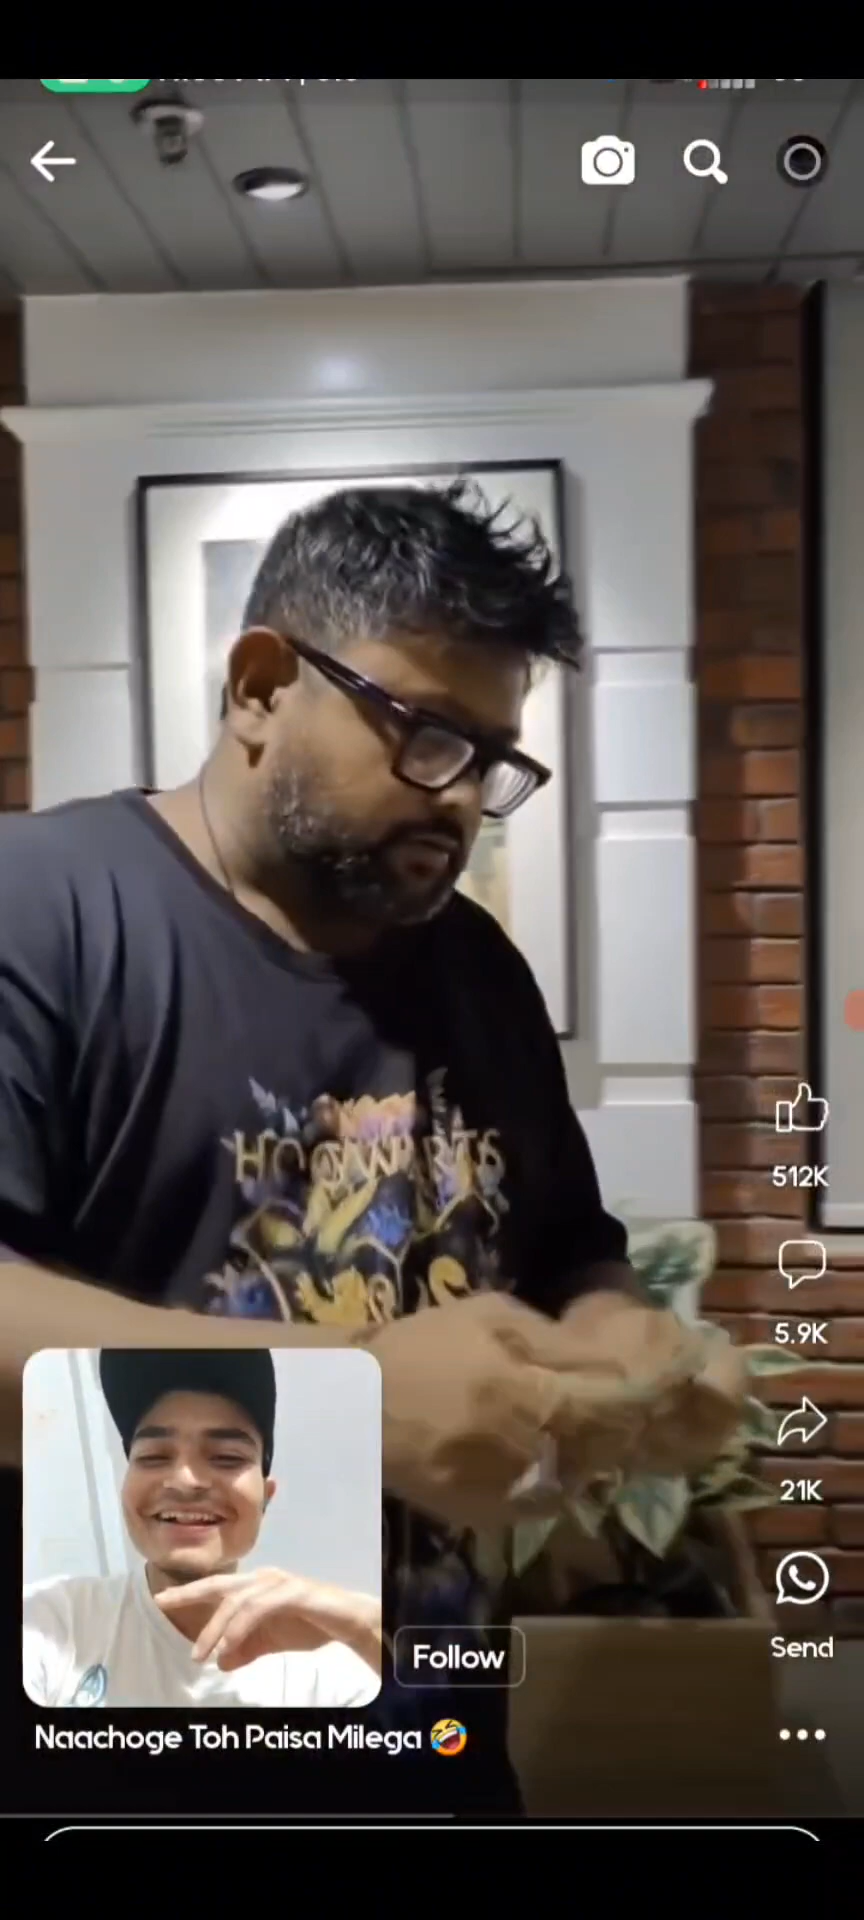 HOGWARTS
512K
5.9K
21K
Send
Follow
Naachoge Toh Paisa Milega 🤣